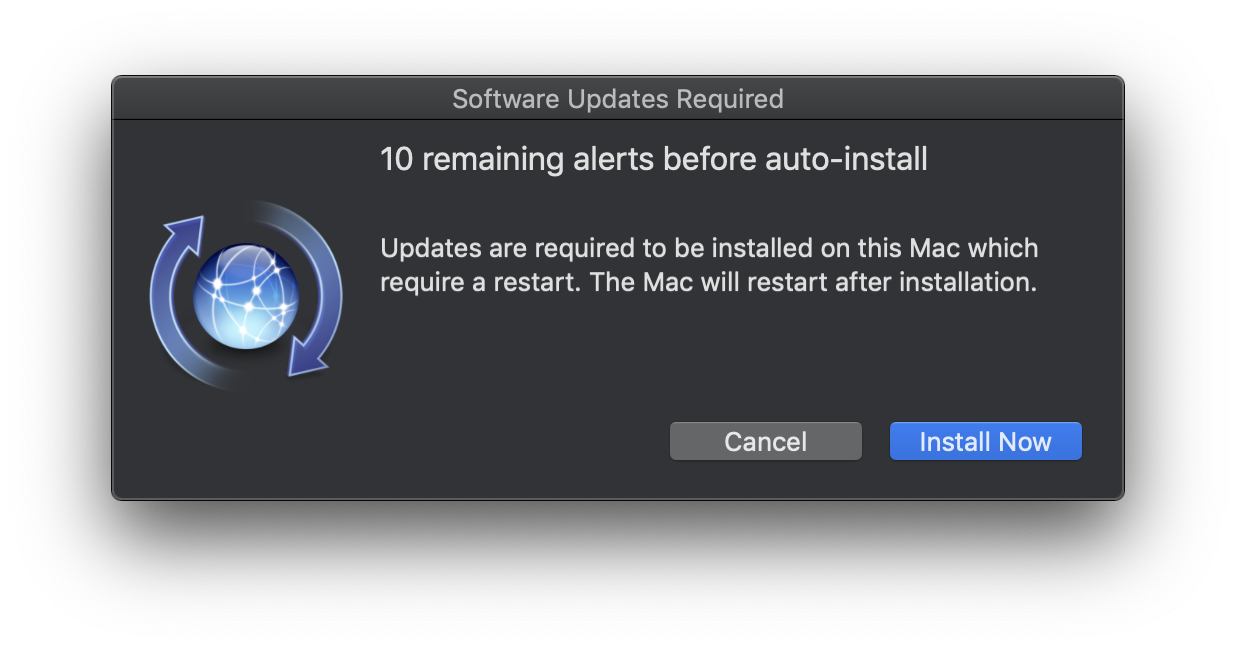 Software Updates Required
10 remaining alerts before auto-install
Updates are required to be installed on this Mac which
require a restart. The Mac will restart after installation.
Cancel
Install Now